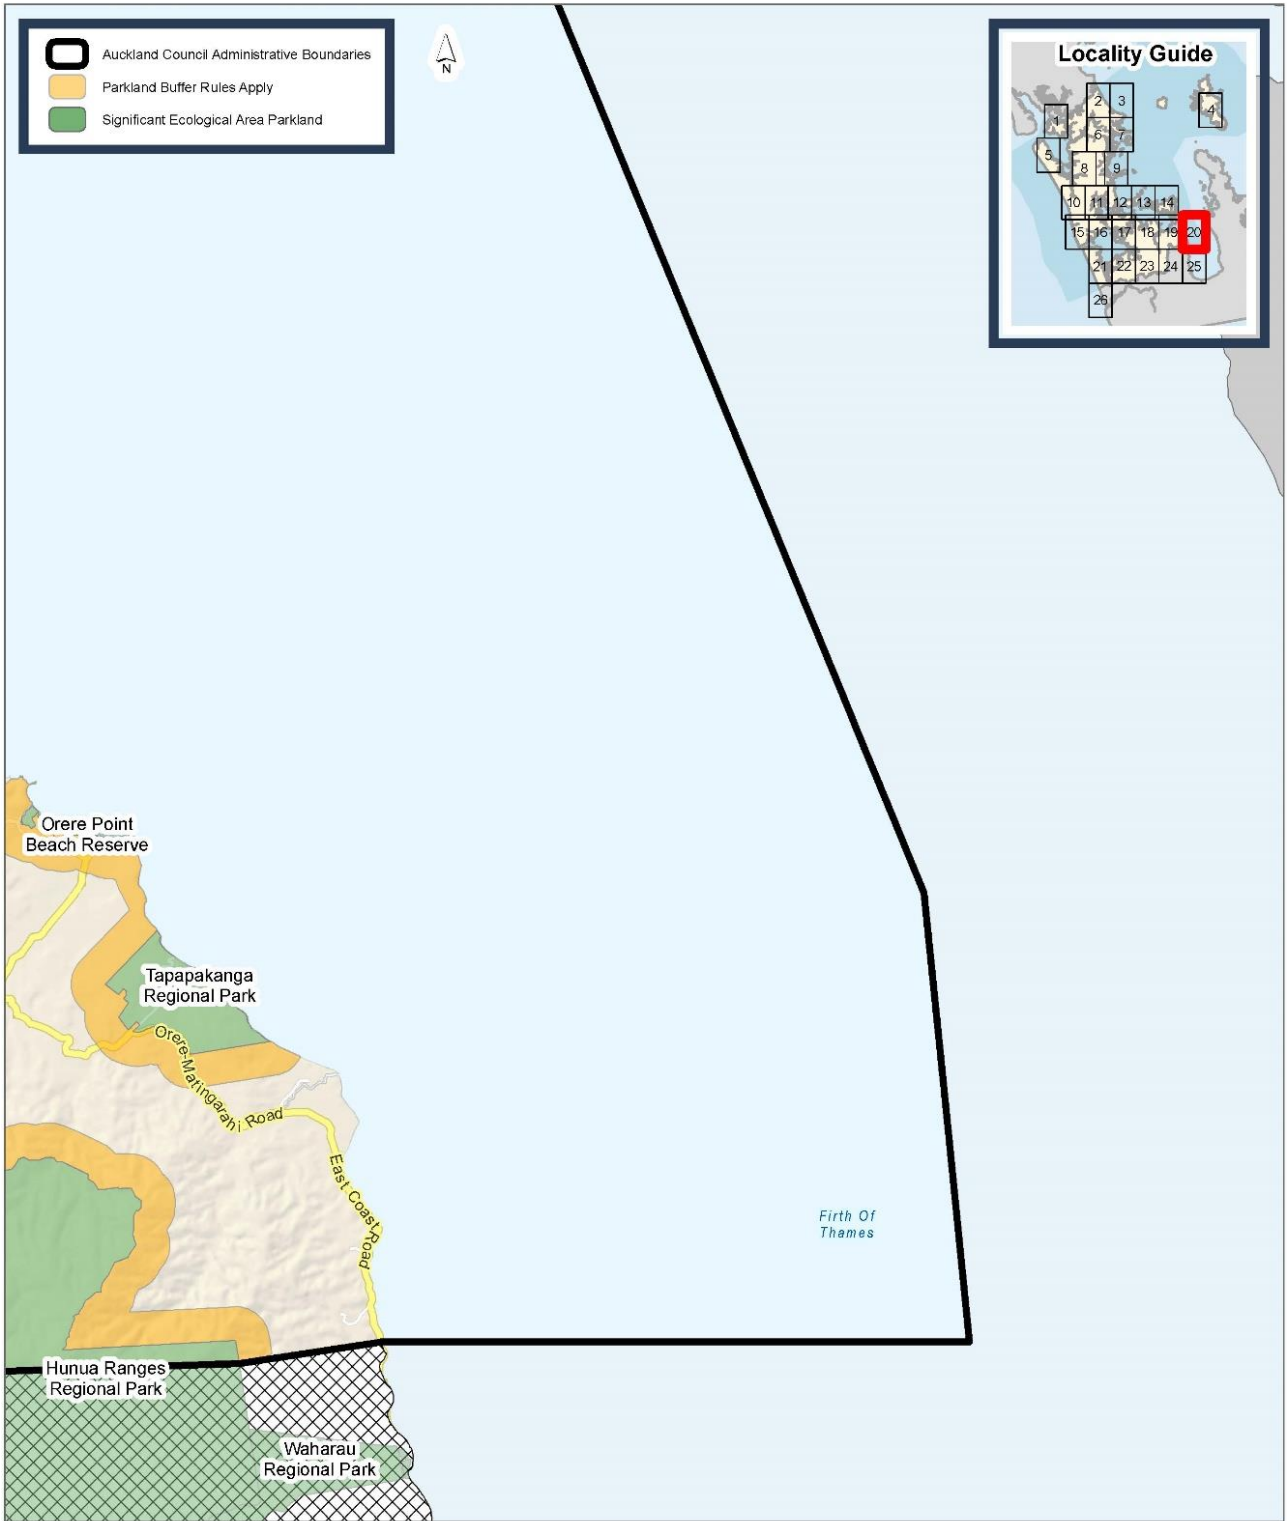 Auckland Council Administrative Boundaries
Parkland Buffer Rules Apply
Significant Ecological Area Parkland
N
Locality Guide
2 3
4
1
6 7
5
8 9
10 11 12 13 14
15 16 17 18 19 20
21 22 23 24 25
26
Orere Point
Beach Reserve
Tapapakanga
Regional Park
Orere-Matingarahi Road
East Coast Road
Firth Of
Thames
Hunua Ranges
Regional Park
Waharau
Regional Park